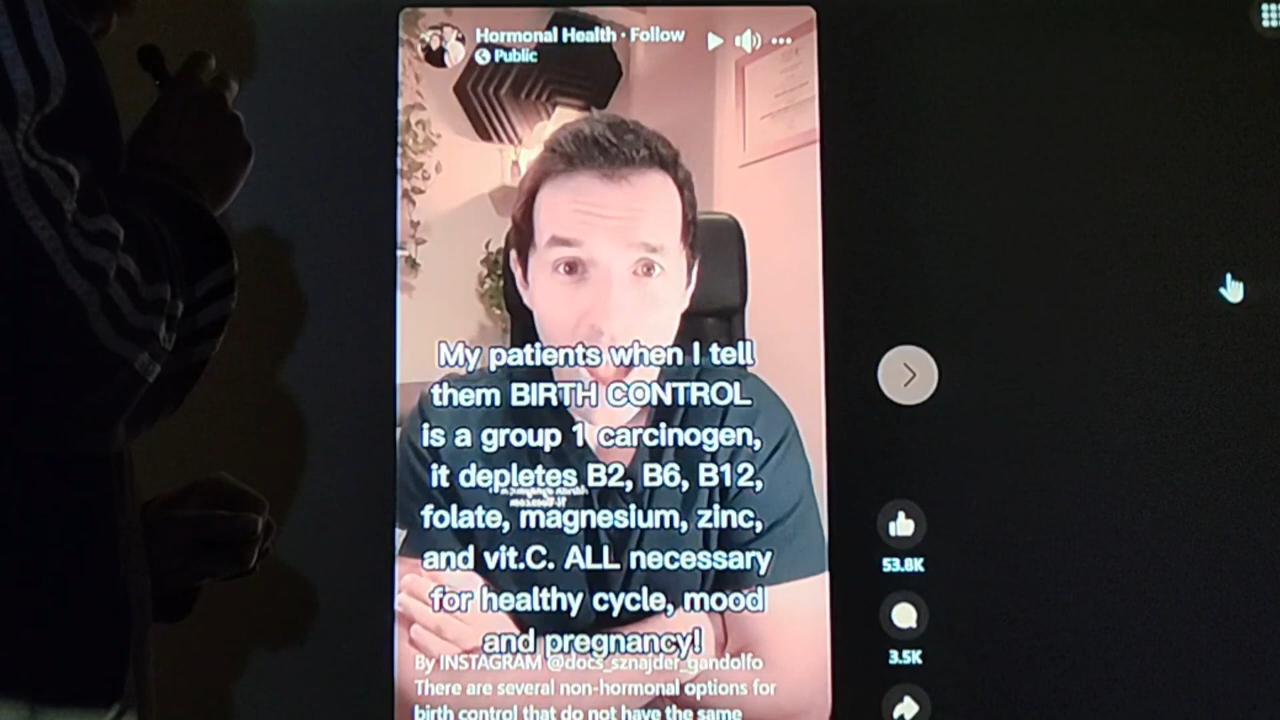 Hormonal Health · Follow
Public
My patients when I tell
them BIRTH CONTROL
is a group 1 carcinogen,
it depletes B2, B6, B12,
folate, magnesium, zinc,
and vit.C. ALL necessary
for healthy cycle, mood
and pregnancy!
By INSTAGRAM @docs_sznajder_gandolfo
There are several non-hormonal options for
birth control that do not have the same
53.8K
3.5K